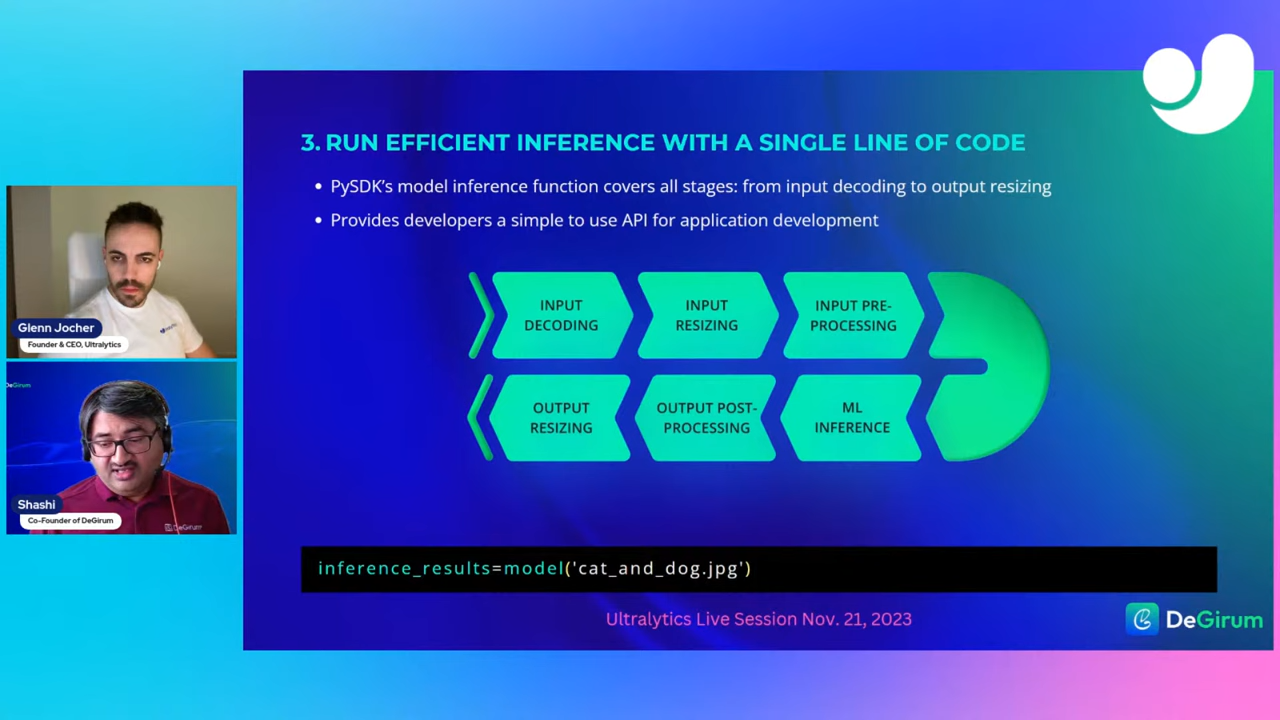 3. RUN EFFICIENT INFERENCE WITH A SINGLE LINE OF CODE
• PySDK’s model inference function covers all stages: from input decoding to output resizing
• Provides developers a simple to use API for application development
INPUT
DECODING
INPUT
RESIZING
INPUT PRE-
PROCESSING
OUTPUT
RESIZING
OUTPUT POST-
PROCESSING
ML
INFERENCE
inference_results=model('cat_and_dog.jpg')
Ultralytics Live Session Nov. 21, 2023
DeGirum
Glenn Jocher
Founder & CEO, Ultralytics
DeGirum
Shashi
Co-Founder of DeGirum
DeGirum